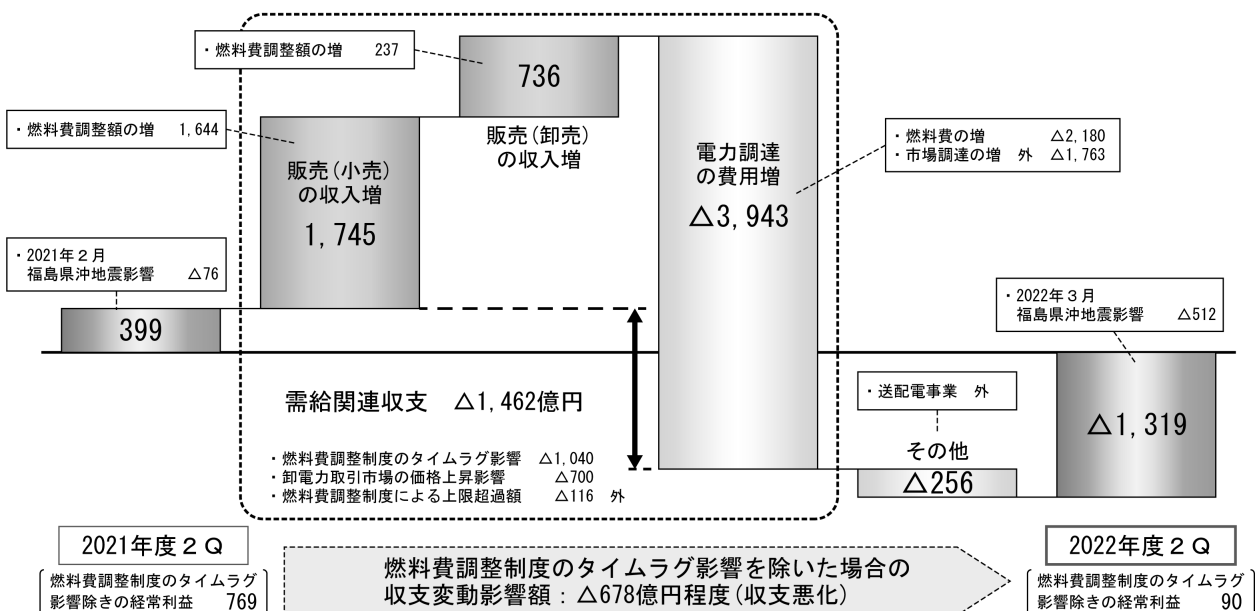 ・燃料費調整額の増 237
736
販売(卸売)
の収入増
・燃料費調整額の増 1,644
販売(小売)
の収入増
1,745
電力調達
の費用増
△3,943
・燃料費の増 △2,180
・市場調達の増 外 △1,763
・2021年2月
福島県沖地震影響 △76
399
・2022年3月
福島県沖地震影響 △512
△1,319
需給関連収支 △1,462億円
・燃料費調整制度のタイムラグ影響 △1,040
・卸電力取引市場の価格上昇影響 △700
・燃料費調整制度による上限超過額 △116 外
・送配電事業 外
その他
△256
2021年度2Q
燃料費調整制度のタイムラグ
影響除きの経常利益 769
燃料費調整制度のタイムラグ影響を除いた場合の
収支変動影響額：△678億円程度(収支悪化)
2022年度2Q
燃料費調整制度のタイムラグ
影響除きの経常利益 90